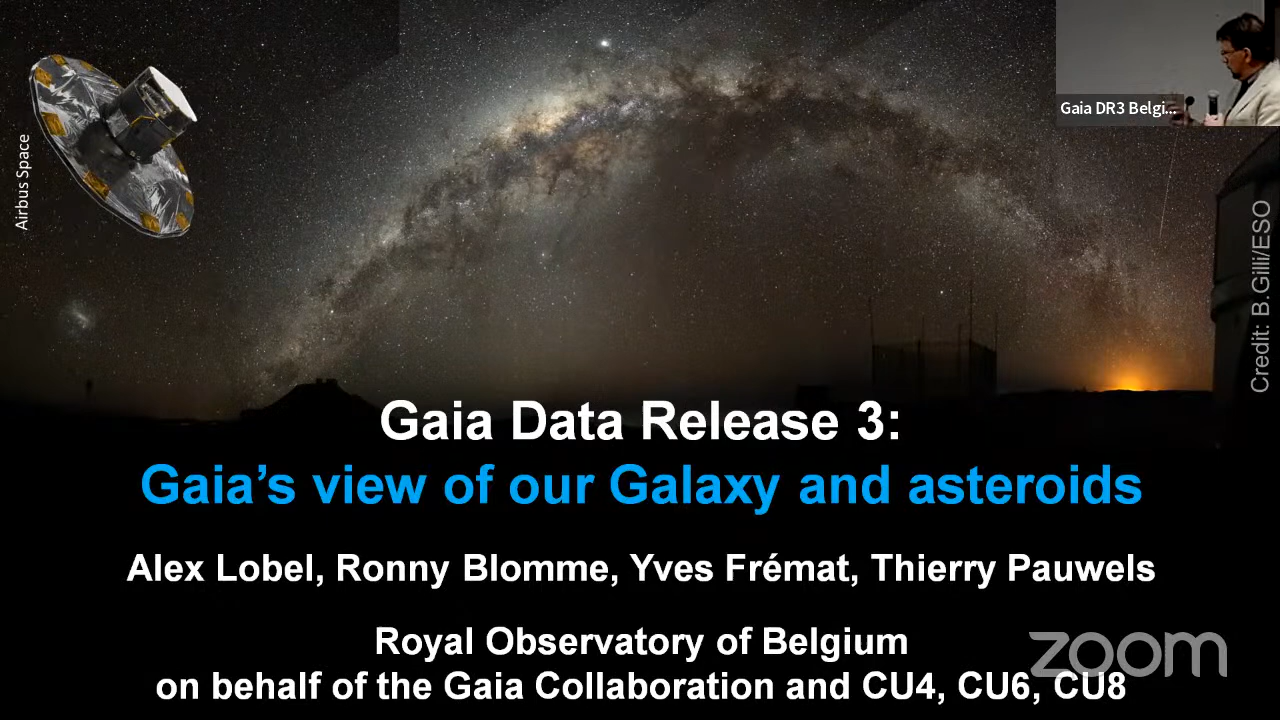 Airbus Space
Gaia DR3 Belgi...
Credit: B.Gilli/ESO
Gaia Data Release 3:
Gaia’s view of our Galaxy and asteroids
Alex Lobel, Ronny Blomme, Yves Frémat, Thierry Pauwels
Royal Observatory of Belgium
on behalf of the Gaia Collaboration and CU4, CU6, CU8
zoom